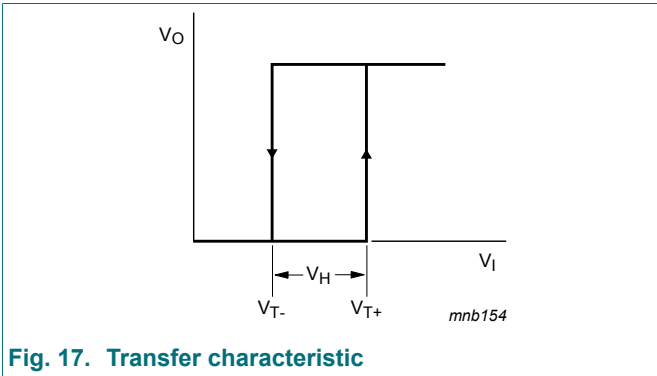 VO
VI
VH
VT-
VT+
mnb154
Fig. 17. Transfer characteristic